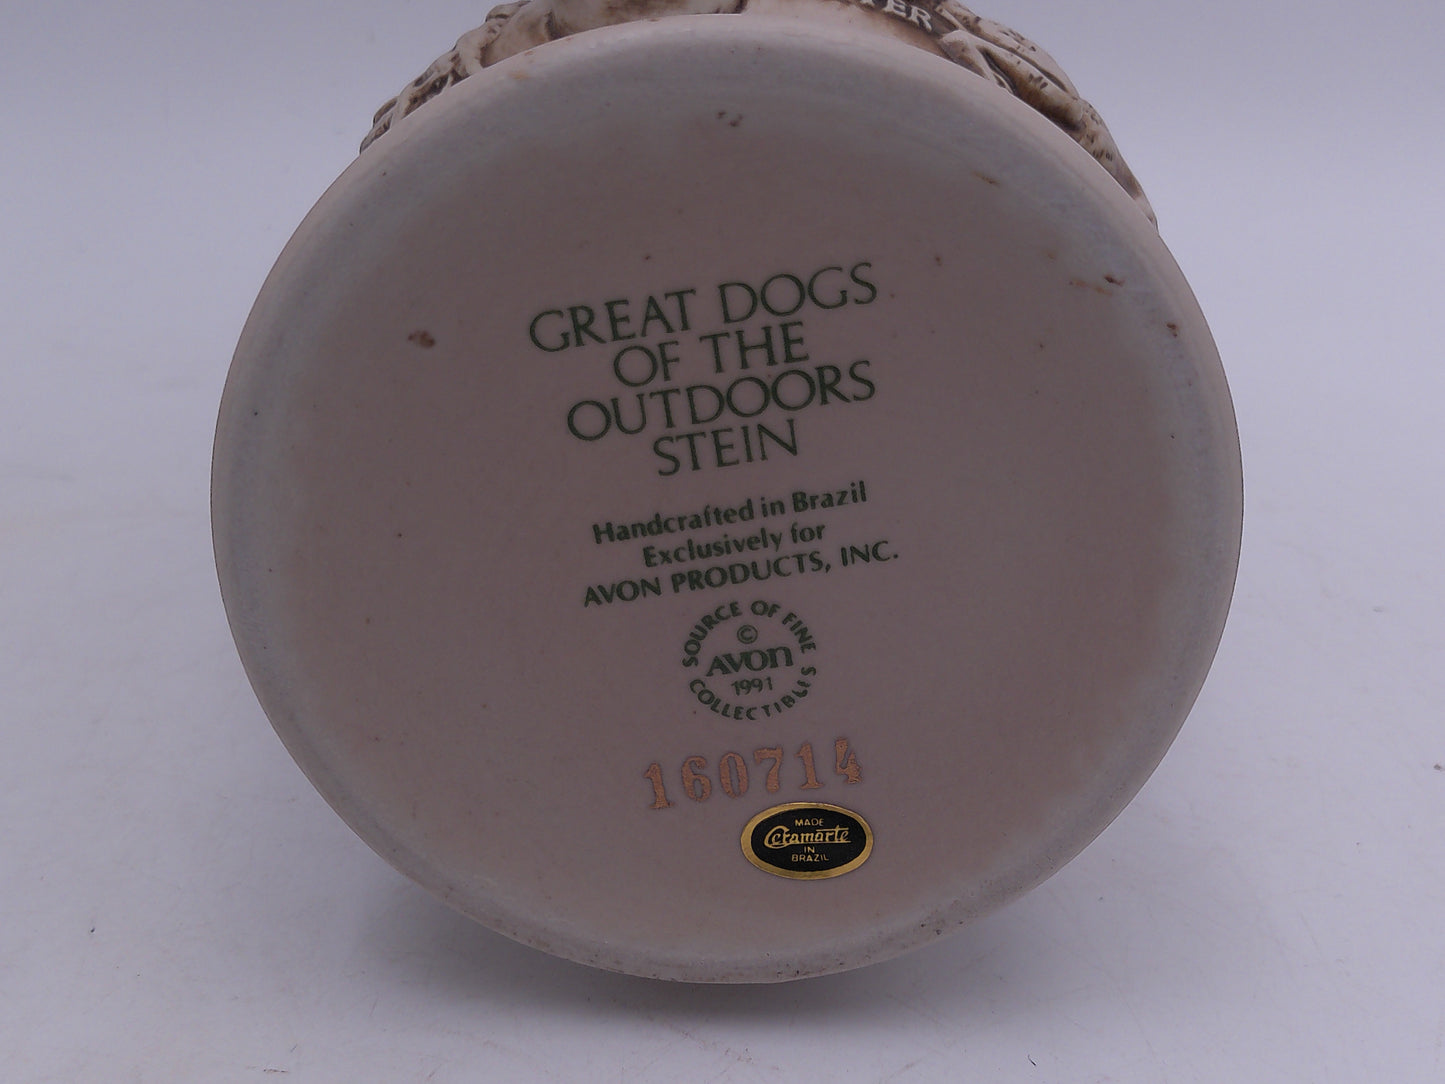 GREAT DOGS
OF THE
OUTDOORS
STEIN
Handcrafted in Brazil
Exclusively for
AVON PRODUCTS, INC.
SOURCE OF FINE
©
AVON
1991
COLLECTIBLES
160714
MADE
Ceramarte
IN
BRAZIL